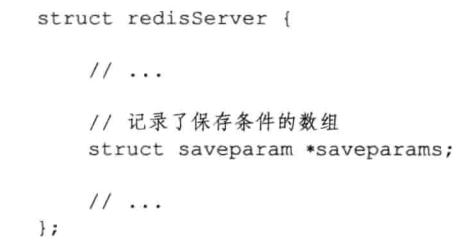 struct redisServer {
// ...
// 记录了保存条件的数组
struct saveparam *saveparams;
// ...
};